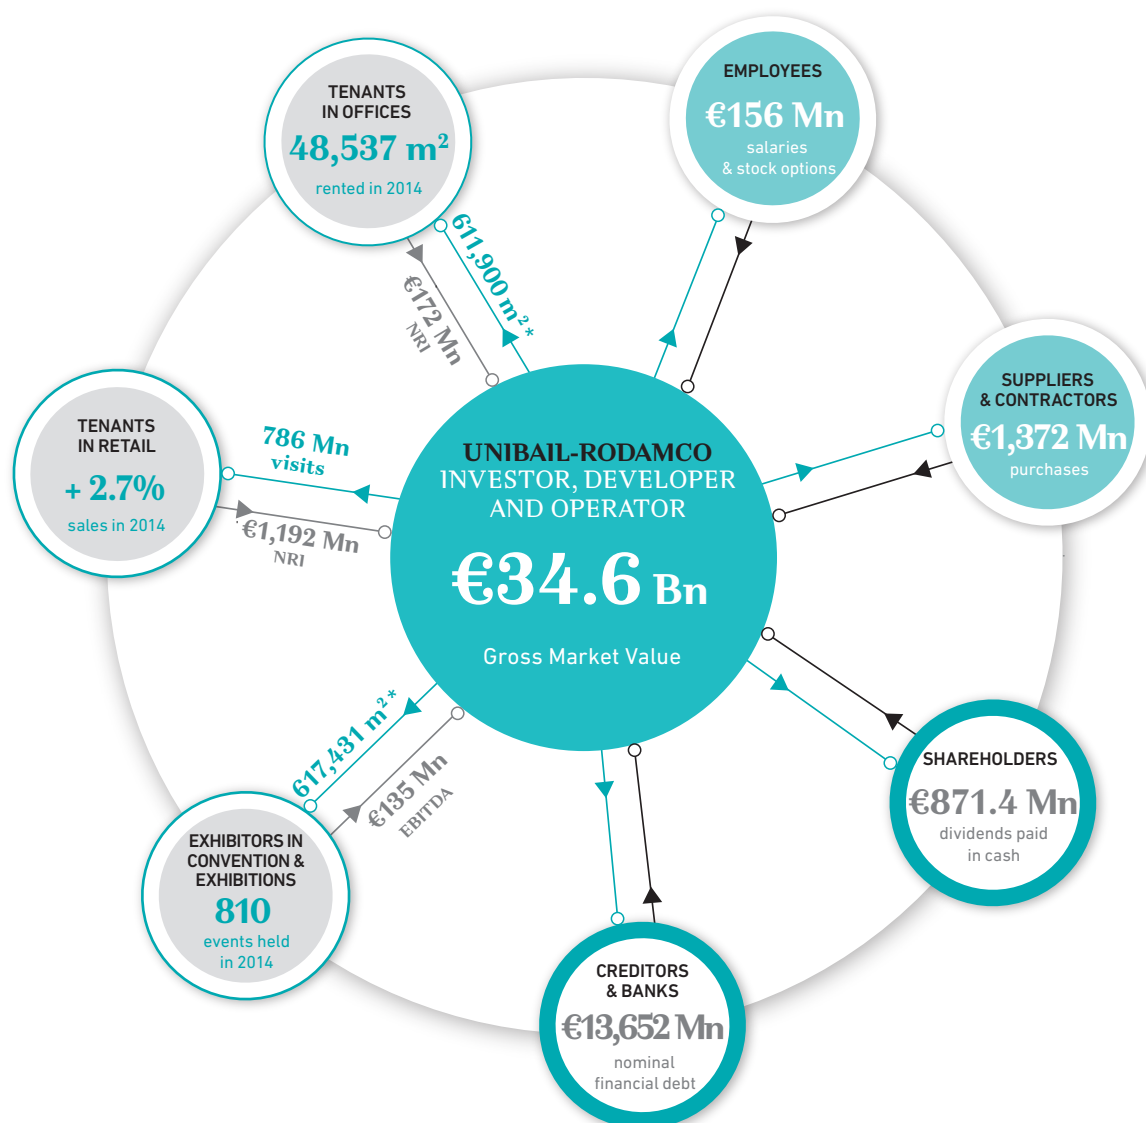 TENANTS
IN OFFICES
48,537 m²
rented in 2014
EMPLOYEES
€156 Mn
salaries
& stock options
611,900 m²*
€172 Mn
NRI
SUPPLIERS
& CONTRACTORS
€1,372 Mn
purchases
TENANTS
IN RETAIL
+ 2.7%
sales in 2014
786 Mn
visits
€1,192 Mn
NRI
UNIBAIL-RODAMCO
INVESTOR, DEVELOPER
AND OPERATOR
€34.6 Bn
Gross Market Value
617,431 m²*
€135 Mn
EBITDA
SHAREHOLDERS
€871.4 Mn
dividends paid
in cash
EXHIBITORS IN
CONVENTION &
EXHIBITIONS
810
events held
in 2014
CREDITORS
& BANKS
€13,652 Mn
nominal
financial debt